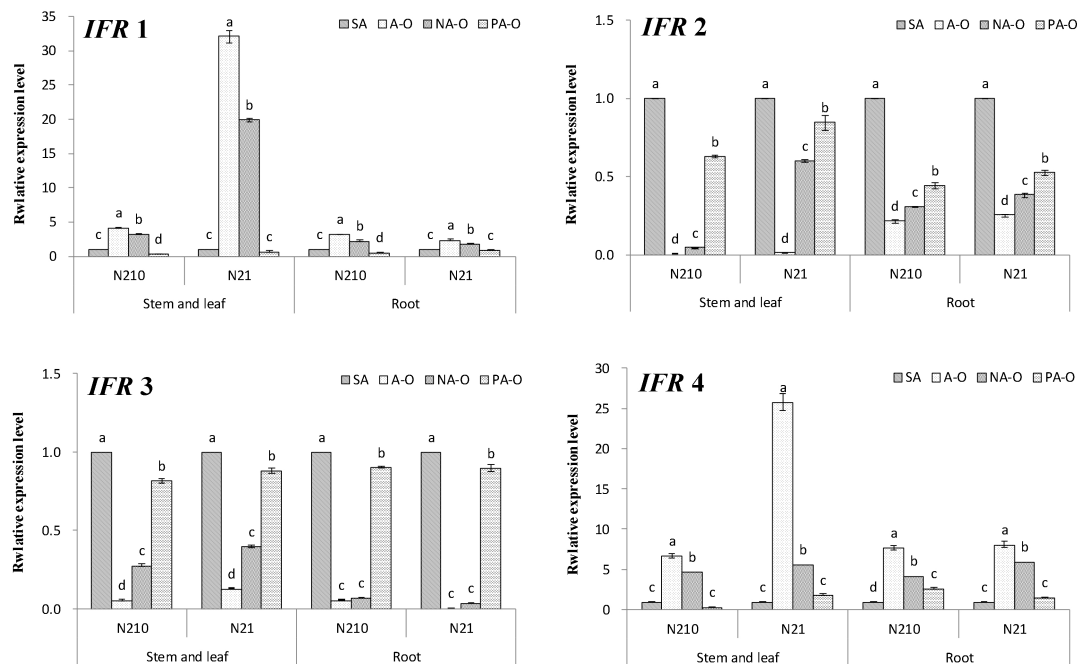 IFR 1
SA A-O NA-O PA-O
Rwlative expression level
35
30
25
20
15
10
5
0
c a b d
c a b c
c a b d
c a b c
N210 N21 N210 N21
Stem and leaf Root
IFR 2
SA A-O NA-O PA-O
Rwlative expression level
1.5
1.0
0.5
0.0
a d c b
a d c b
a d c b
a d c b
N210 N21 N210 N21
Stem and leaf Root
IFR 3
SA A-O NA-O PA-O
Rwlative expression level
1.5
1.0
0.5
0.0
a d c b
a d c b
a c c b
a c c b
N210 N21 N210 N21
Stem and leaf Root
IFR 4
SA A-O NA-O PA-O
Rwlative expression level
30
25
20
15
10
5
0
c a b c
c a b c
d a b c
c a b c
N210 N21 N210 N21
Stem and leaf Root